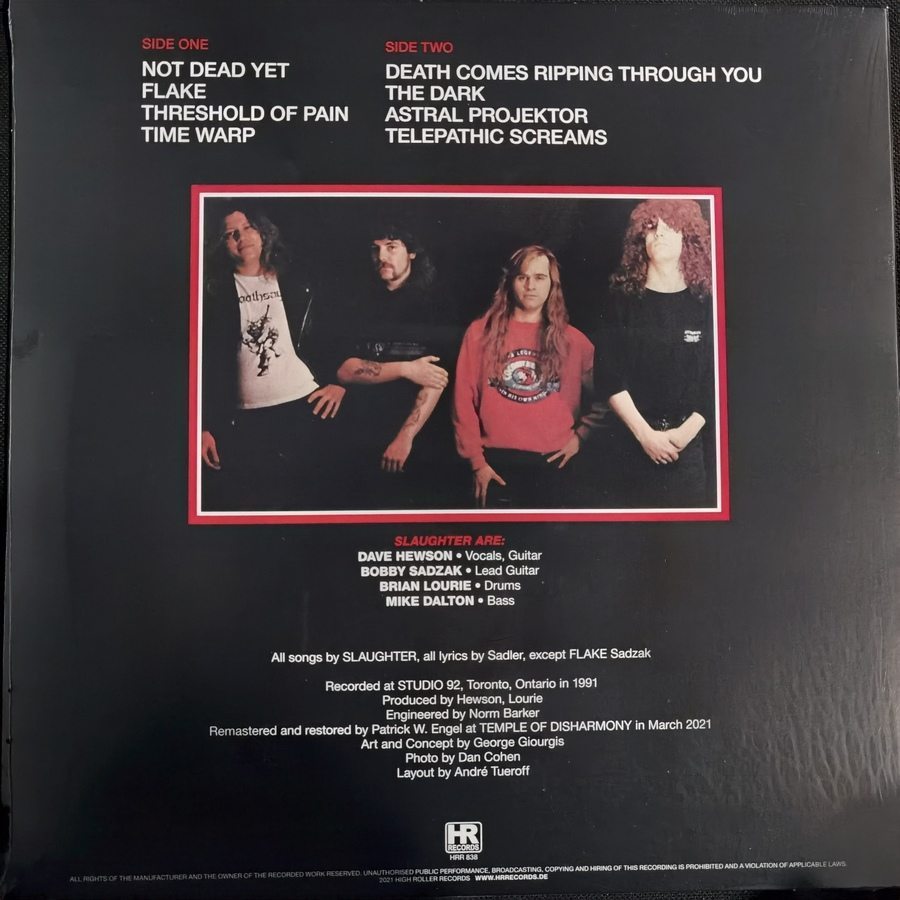 SIDE ONE
NOT DEAD YET
FLAKE
THRESHOLD OF PAIN
TIME WARP
SIDE TWO
DEATH COMES RIPPING THROUGH YOU
THE DARK
ASTRAL PROJEKTOR
TELEPATHIC SCREAMS
SLAUGHTER ARE:
DAVE HEWSON • Vocals, Guitar
BOBBY SADZAK • Lead Guitar
BRIAN LOURIE • Drums
MIKE DALTON • Bass
All songs by SLAUGHTER, all lyrics by Sadler, except FLAKE Sadzak
Recorded at STUDIO 92, Toronto, Ontario in 1991
Produced by Hewson, Lourie
Engineered by Norm Barker
Remastered and restored by Patrick W. Engel at TEMPLE OF DISHARMONY in March 2021
Art and Concept by George Giourgis
Photo by Dan Cohen
Layout by André Tueroff
HR
RECORDS
HRR 838
ALL RIGHTS OF THE MANUFACTURER AND THE OWNER OF THE RECORDED WORK RESERVED. UNAUTHORISED PUBLIC PERFORMANCE, BROADCASTING, COPYING AND HIRING OF THIS RECORDING IS PROHIBITED AND A VIOLATION OF APPLICABLE LAWS.
2021 HIGH ROLLER RECORDS WWW.HRRECORDS.DE